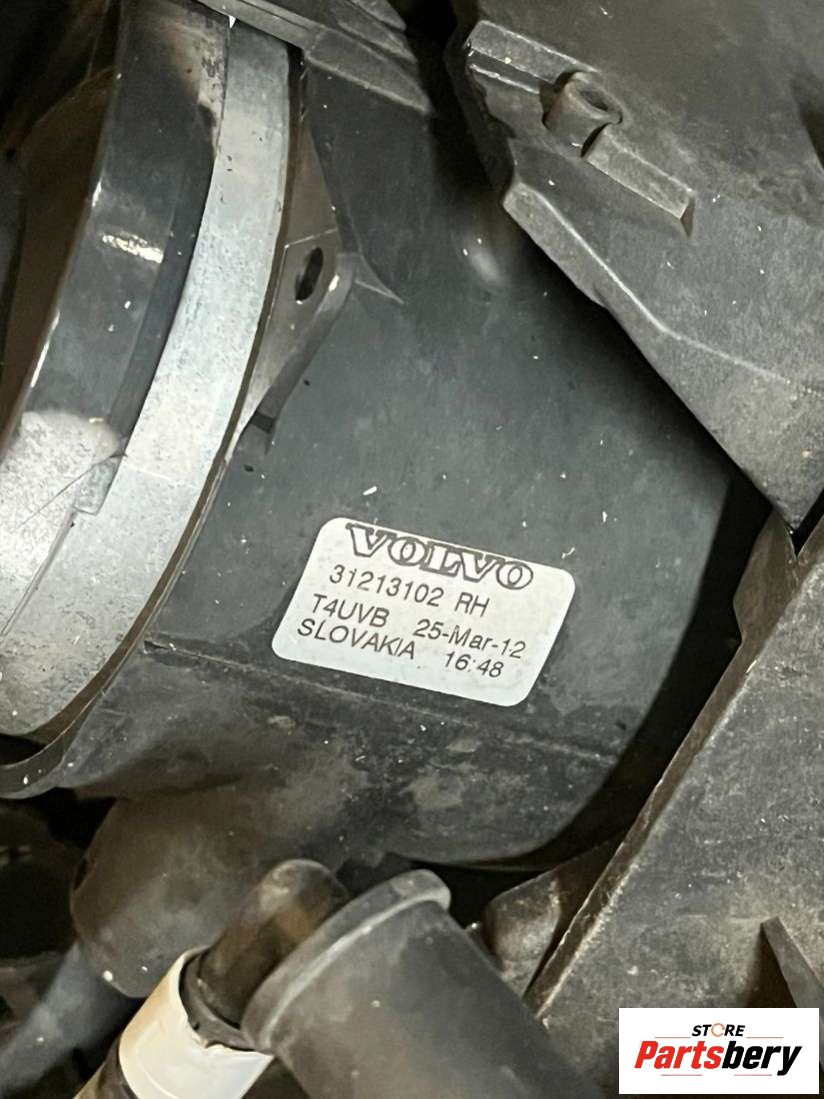 VOLVO
31213102 RH
T4UVB 25-Mar-12
SLOVAKIA 16:48
STORE
Partsbery